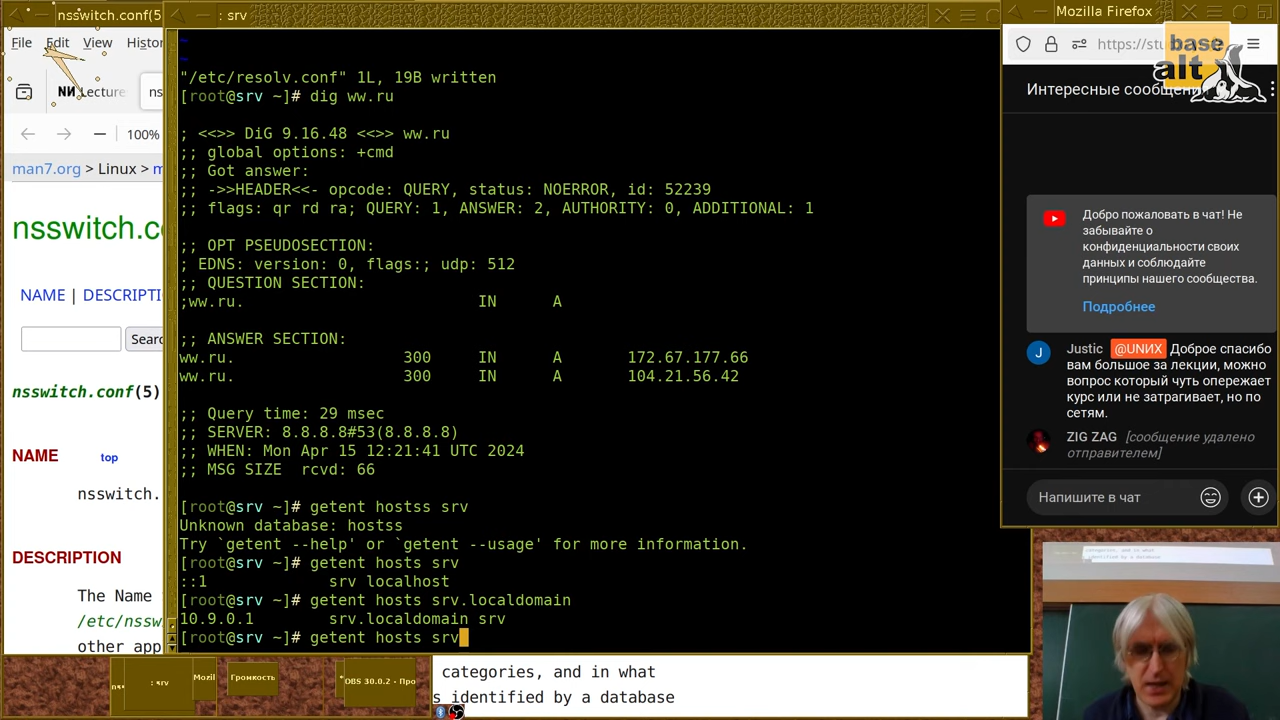 nsswitch.conf(5
: srv
Mozilla Firefox
File Edit View Histor
https://stu
base
alt
Lecture
ns
100%
man7.org > Linux > m
nsswitch.co
NAME | DESCRIPTI
Searc
nsswitch.conf(5)
NAME top
nsswitch.
DESCRIPTION
The Name
/etc/nssw
other app
~
~
"/etc/resolv.conf" 1L, 19B written
[root@srv ~]# dig ww.ru
; <<>> DiG 9.16.48 <<>> ww.ru
;; global options: +cmd
;; Got answer:
;; ->>HEADER<<- opcode: QUERY, status: NOERROR, id: 52239
;; flags: qr rd ra; QUERY: 1, ANSWER: 2, AUTHORITY: 0, ADDITIONAL: 1
;; OPT PSEUDOSECTION:
; EDNS: version: 0, flags:; udp: 512
;; QUESTION SECTION:
;ww.ru. IN A
;; ANSWER SECTION:
ww.ru. 300 IN A 172.67.177.66
ww.ru. 300 IN A 104.21.56.42
;; Query time: 29 msec
;; SERVER: 8.8.8.8#53(8.8.8.8)
;; WHEN: Mon Apr 15 12:21:41 UTC 2024
;; MSG SIZE rcvd: 66
[root@srv ~]# getent hostss srv
Unknown database: hostss
Try `getent --help' or `getent --usage' for more information.
[root@srv ~]# getent hosts srv
::1 srv localhost
[root@srv ~]# getent hosts srv.localdomain
10.9.0.1 srv.localdomain srv
[root@srv ~]# getent hosts srv
Интересные сообщени
Добро пожаловать в чат! Не
забывайте о
конфиденциальности своих
данных и соблюдайте
принципы нашего сообщества.
Подробнее
J
Justic @UNИX Доброе спасибо
вам большое за лекции, можно
вопрос который чуть опережает
курс или не затрагивает, но по
сетям.
ZIG ZAG [сообщение удалено
отправителем]
Напишите в чат
ns
: srv
Mozil
Громкость
OBS 30.0.2 - Про
categories, and in what
s identified by a database